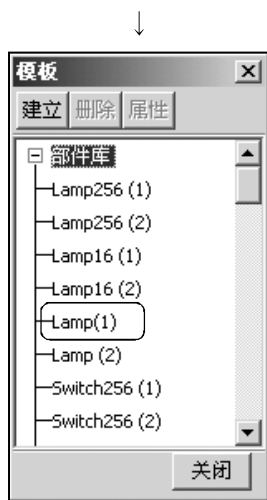 ↓
模板
建立 删除 属性
部件库
Lamp256 (1)
Lamp256 (2)
Lamp16 (1)
Lamp16 (2)
Lamp(1)
Lamp (2)
Switch256 (1)
Switch256 (2)
关闭